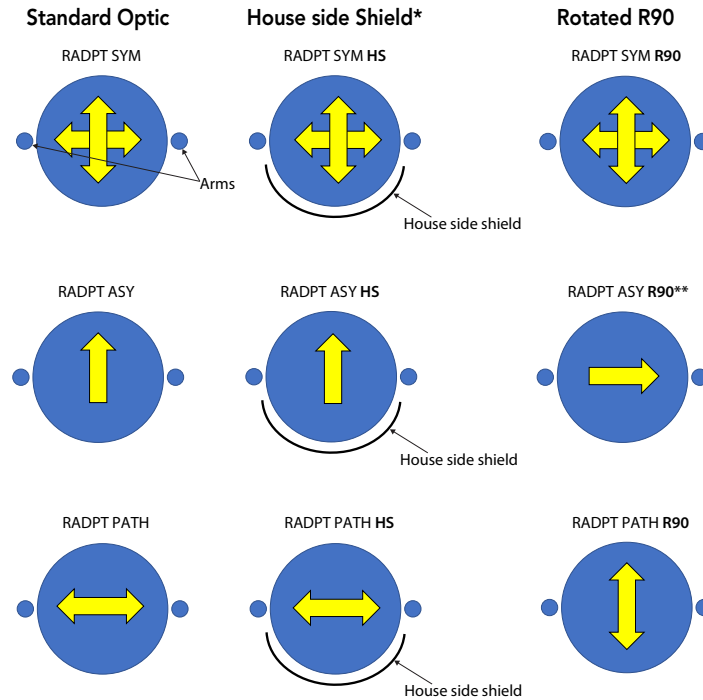 Standard Optic
House side Shield*
Rotated R90
RADPT SYM
RADPT SYM HS
RADPT SYM R90
Arms
House side shield
RADPT ASY
RADPT ASY HS
RADPT ASY R90**
House side shield
RADPT PATH
RADPT PATH HS
RADPT PATH R90
House side shield